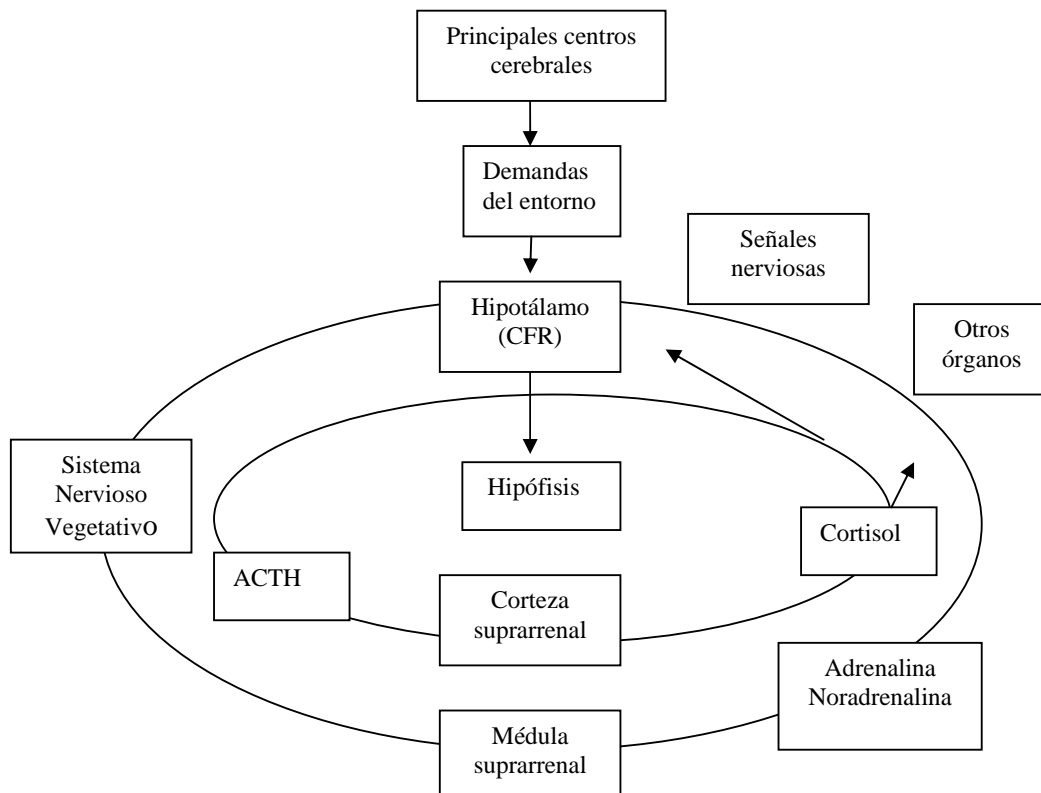 Principales centros
cerebrales
Demandas
del entorno
Señales
nerviosas
Hipotálamo
(CFR)
Otros
órganos
Sistema
Nervioso
Vegetativo
Hipófisis
Cortisol
ACTH
Corteza
suprarrenal
Adrenalina
Noradrenalina
Médula
suprarrenal